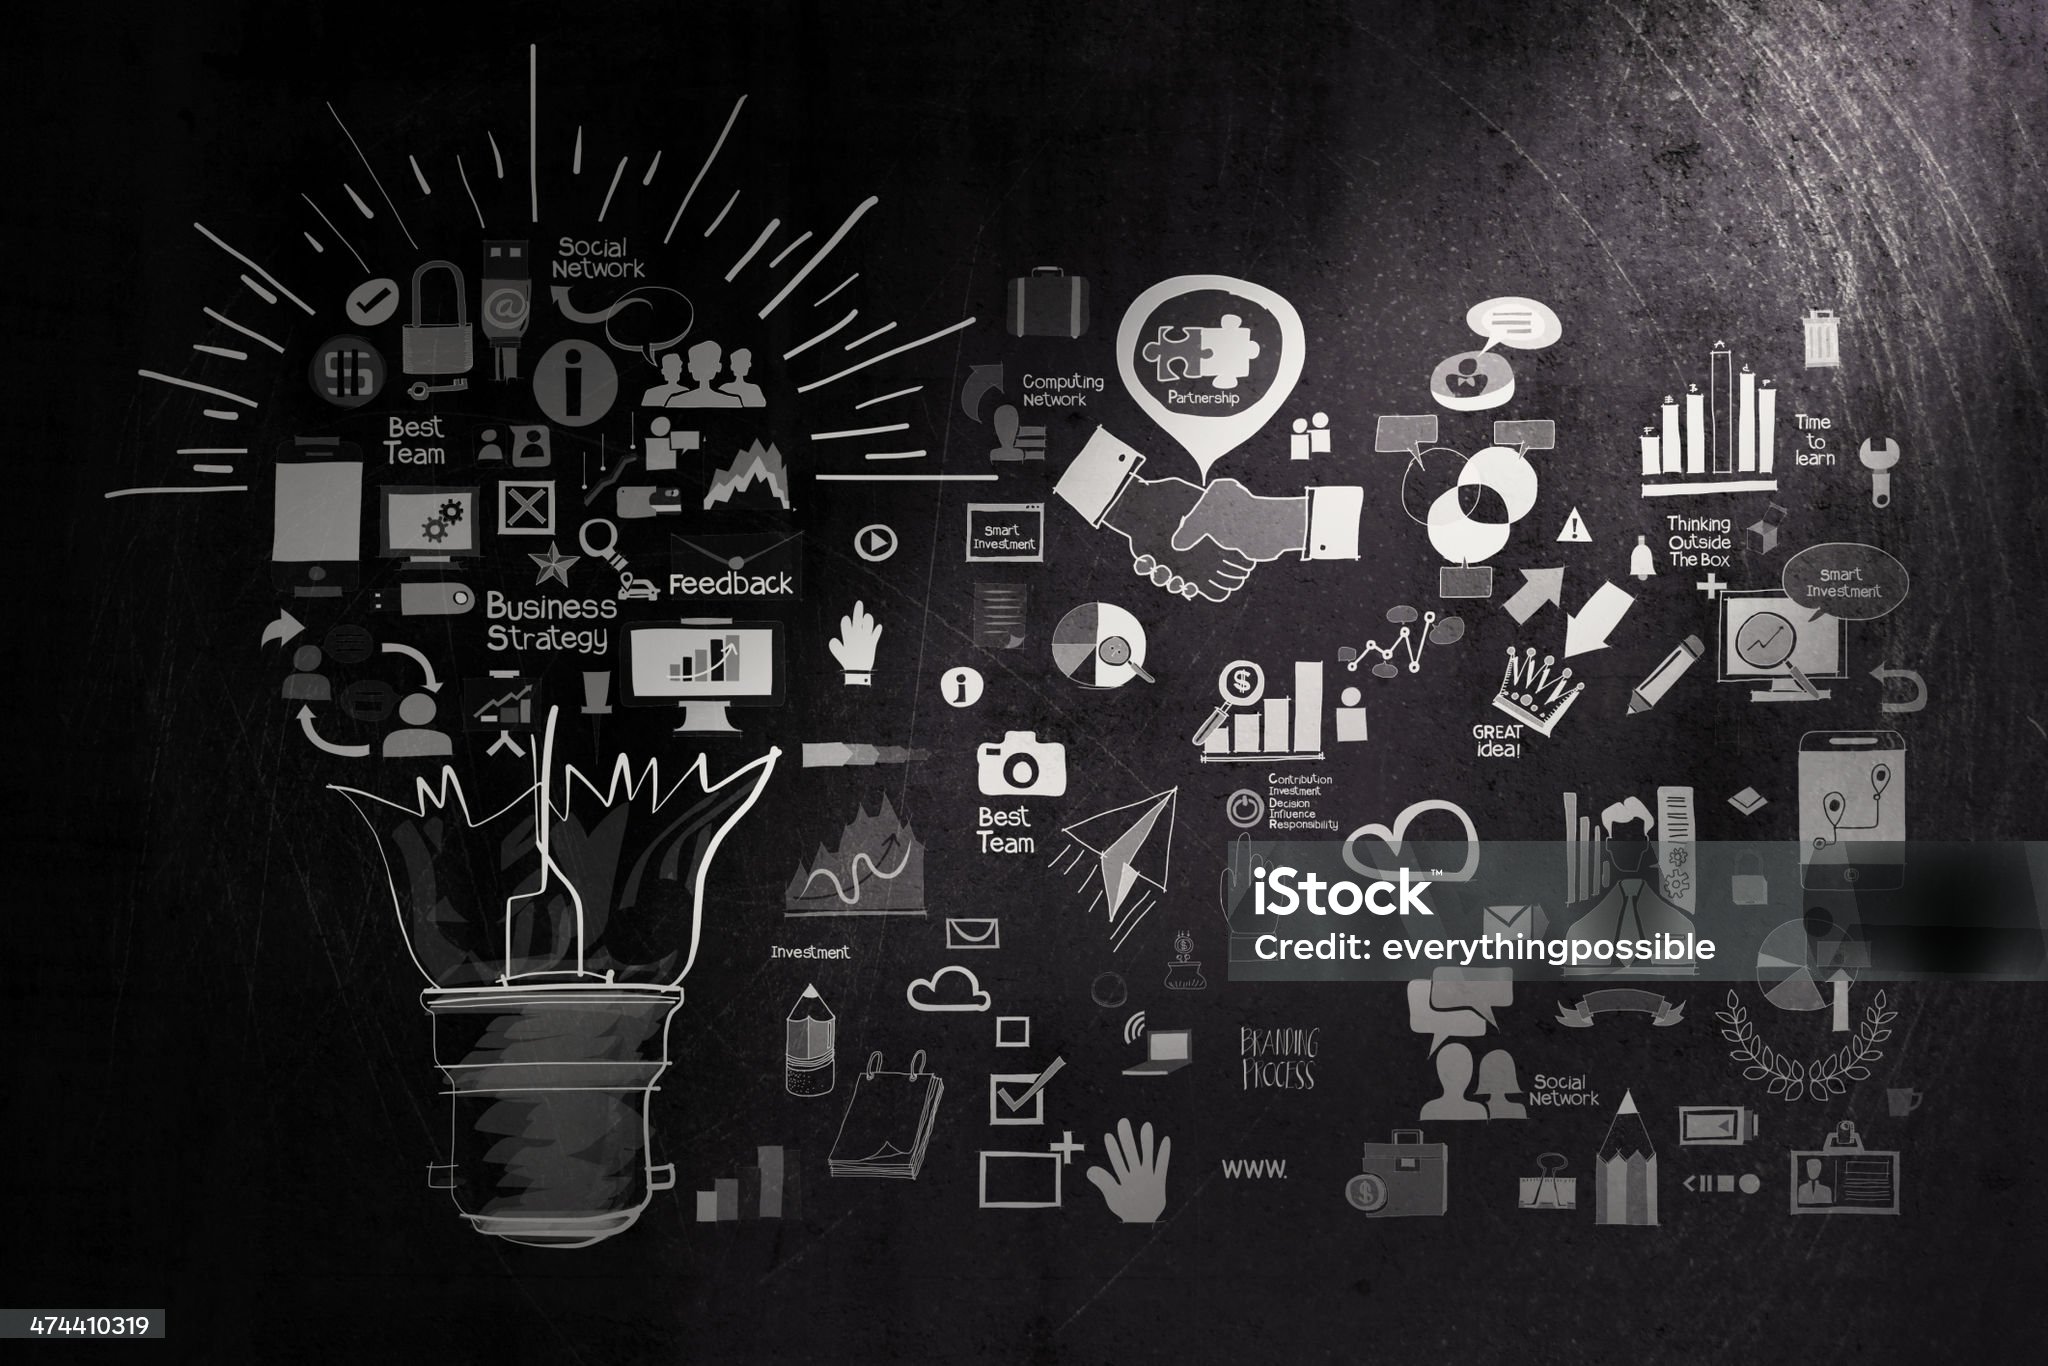 Social
Network
@
$
i
Best
Team
Feedback
Business
Strategy
Computing
Network
Partnership
Smart
Investment
i
Best
Team
Investment
$
Contribution
Investment
Decision
Influence
Responsibility
GREAT
idea!
F
C
B
A
d
F
Time
to
learn
Thinking
Outside
The Box
Smart
Investment
iStock™
Credit: everythingpossible
$
BRANDING
PROCESS
Social
Network
www.
$
474410319